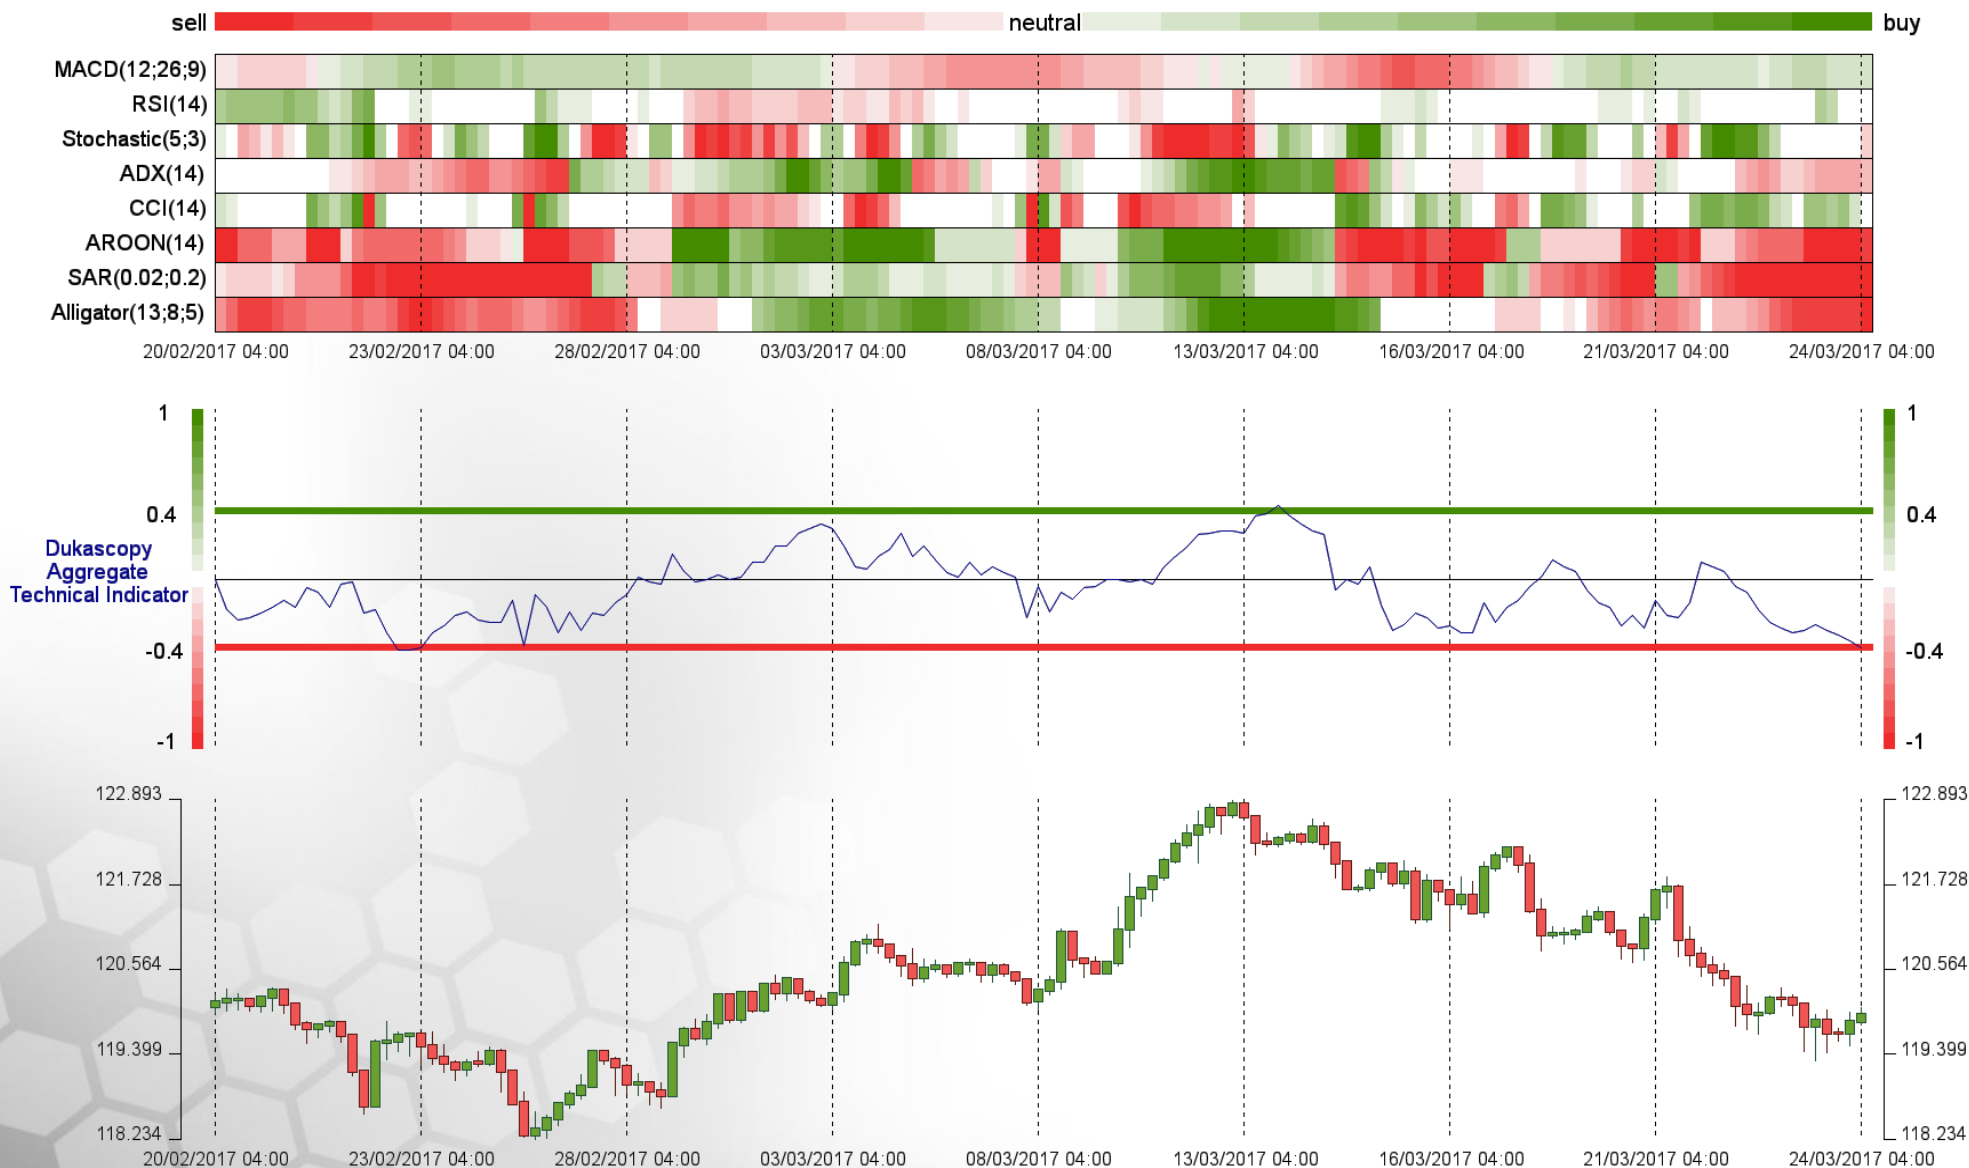 sell neutral buy
MACD(12;26;9)
RSI(14)
Stochastic(5;3)
ADX(14)
CCI(14)
AROON(14)
SAR(0.02;0.2)
Alligator(13;8;5)
20/02/2017 04:00 23/02/2017 04:00 28/02/2017 04:00 03/03/2017 04:00 08/03/2017 04:00 13/03/2017 04:00 16/03/2017 04:00 21/03/2017 04:00 24/03/2017 04:00
1 1
0.4 0.4
Dukascopy
Aggregate
Technical Indicator
-0.4 -0.4
-1 -1
122.893 122.893
121.728 121.728
120.564 120.564
119.399 119.399
118.234 118.234
20/02/2017 04:00 23/02/2017 04:00 28/02/2017 04:00 03/03/2017 04:00 08/03/2017 04:00 13/03/2017 04:00 16/03/2017 04:00 21/03/2017 04:00 24/03/2017 04:00